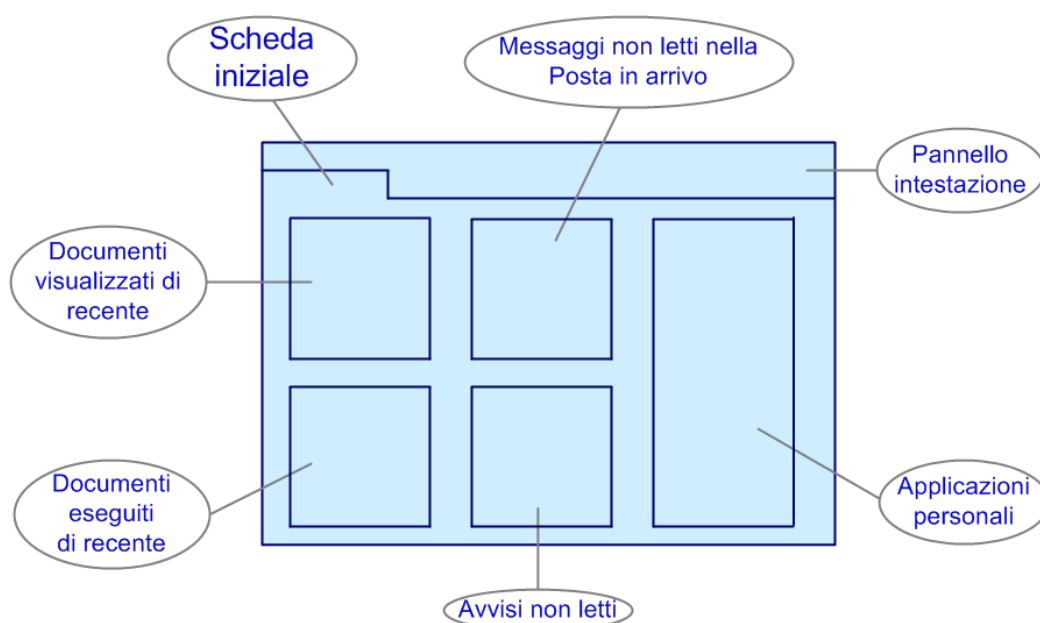 Scheda
iniziale
Messaggi non letti nella
Posta in arrivo
Pannello
intestazione
Documenti
visualizzati di
recente
Documenti
eseguiti
di recente
Applicazioni
personali
Avvisi non letti